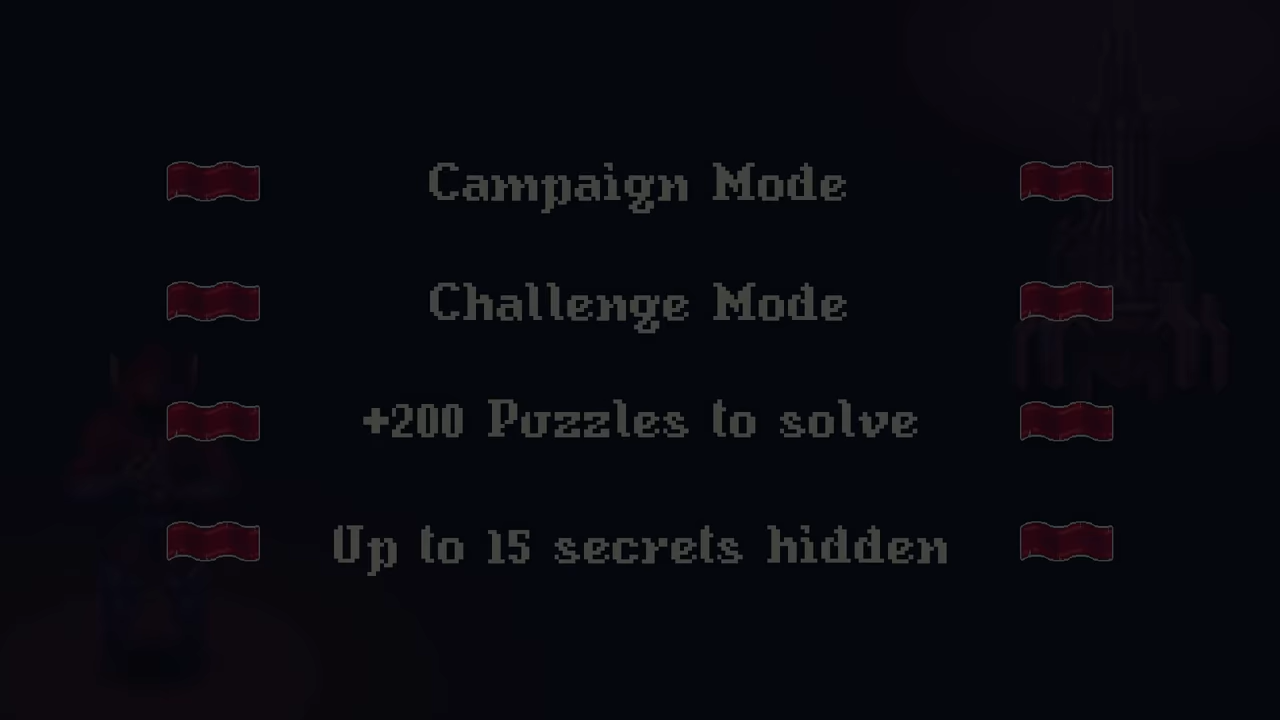 Campaign Mode
Challenge Mode
+200 Puzzles to solve
Up to 15 secrets hidden